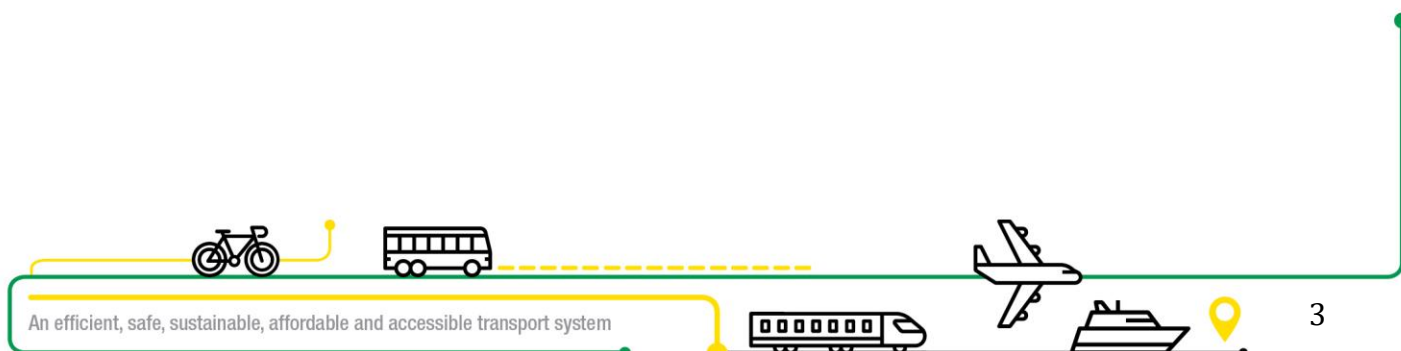 An efficient, safe, sustainable, affordable and accessible transport system
3